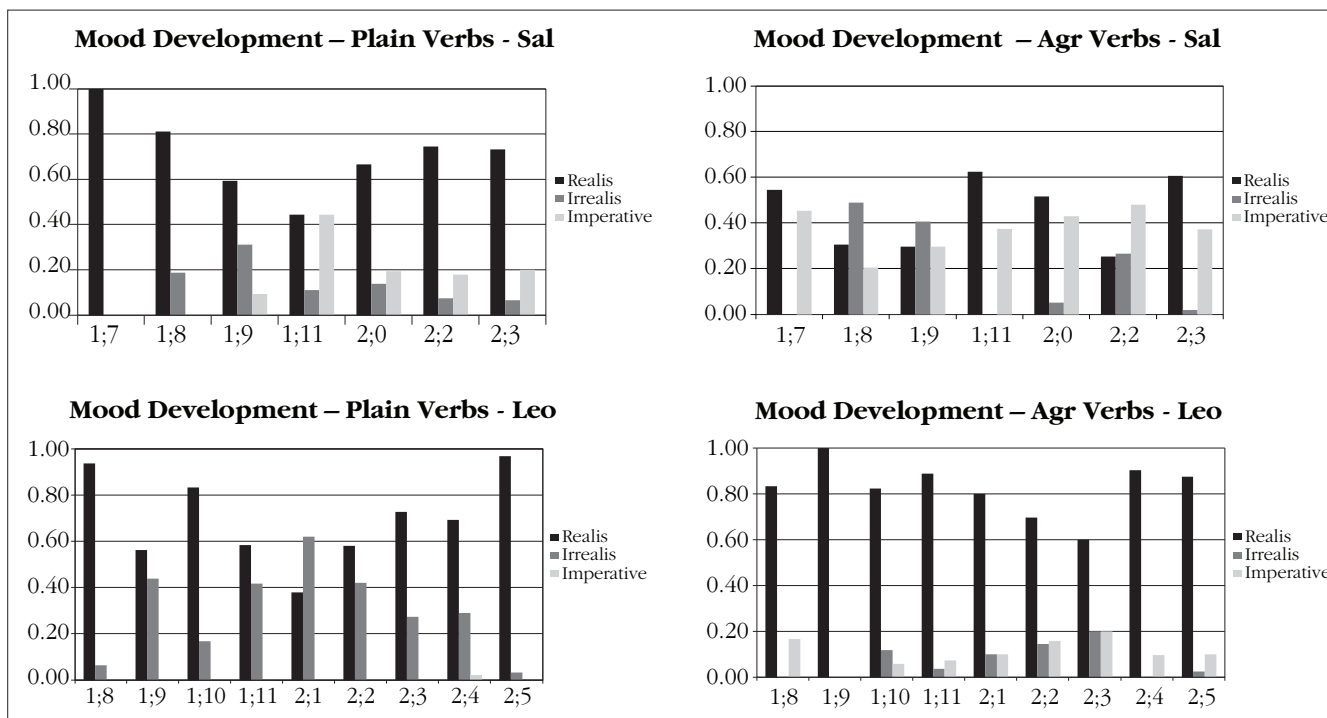 Mood Development – Plain Verbs - Sal
1.00
0.80
0.60
0.40
0.20
0.00
1;7 1;8 1;9 1;11 2;0 2;2 2;3
Realis
Irrealis
Imperative
Mood Development – Agr Verbs - Sal
1.00
0.80
0.60
0.40
0.20
0.00
1;7 1;8 1;9 1;11 2;0 2;2 2;3
Realis
Irrealis
Imperative
Mood Development – Plain Verbs - Leo
1.00
0.80
0.60
0.40
0.20
0.00
1;8 1;9 1;10 1;11 2;1 2;2 2;3 2;4 2;5
Realis
Irrealis
Imperative
Mood Development – Agr Verbs - Leo
1.00
0.80
0.60
0.40
0.20
0.00
1;8 1;9 1;10 1;11 2;1 2;2 2;3 2;4 2;5
Realis
Irrealis
Imperative